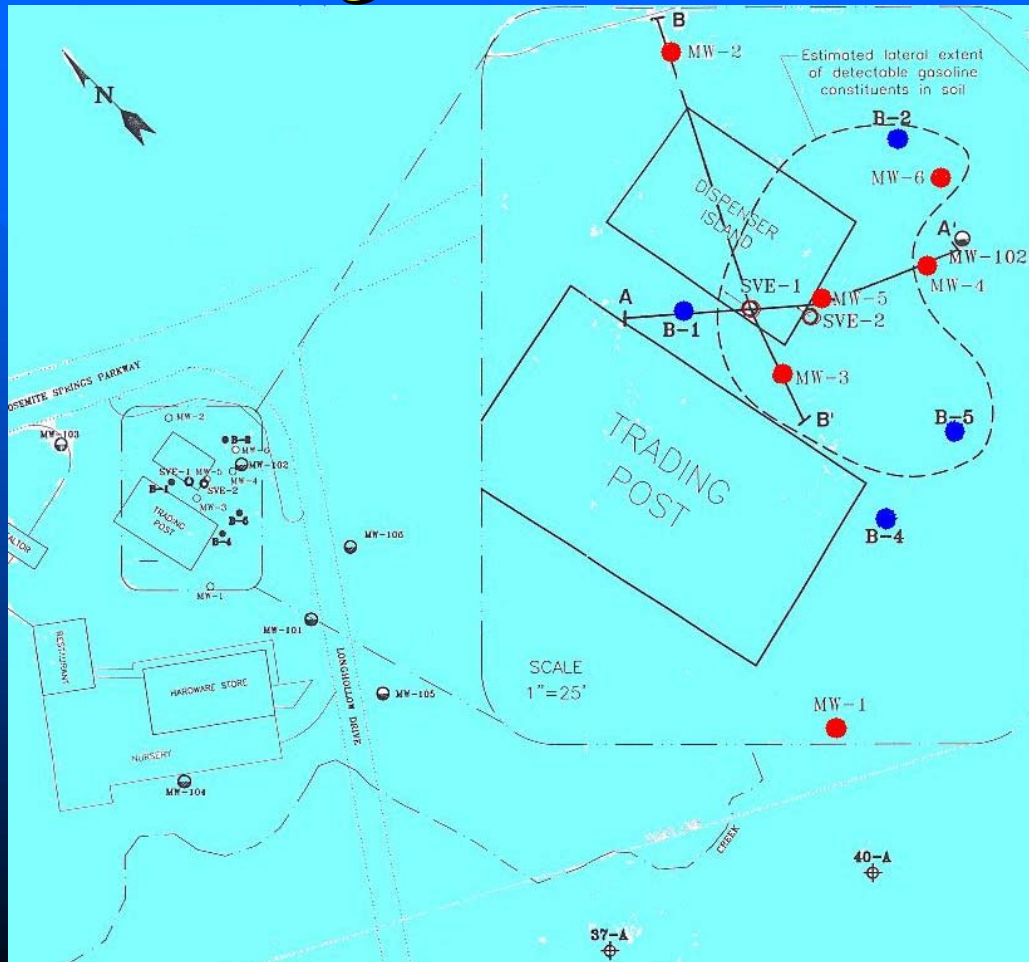 N
B
MW-2
Estimated lateral extent
of detectable gasoline
constituents in soil
B-2
MW-6
DISPENSER
ISLAND
A'
MW-102
MW-4
SVE-1
MW-5
SVE-2
A
B-1
MW-3
B'
B-5
TRADING
POST
B-4
SCALE
1"=25'
MW-1
OSEMITE SPRINGS PARKWAY
MW-103
MW-2
B-2
MW-6
MW-102
SVE-1
MW-5
MW-4
SVE-2
B-1
MW-3
TRADING
POST
B-5
B-4
ALTOR
MW-1
MW-106
MW-101
RESTAURANT
HARDWARE STORE
LONGHOLLOW DRIVE
MW-105
NURSERY
MW-104
CREEK
40-A
37-A